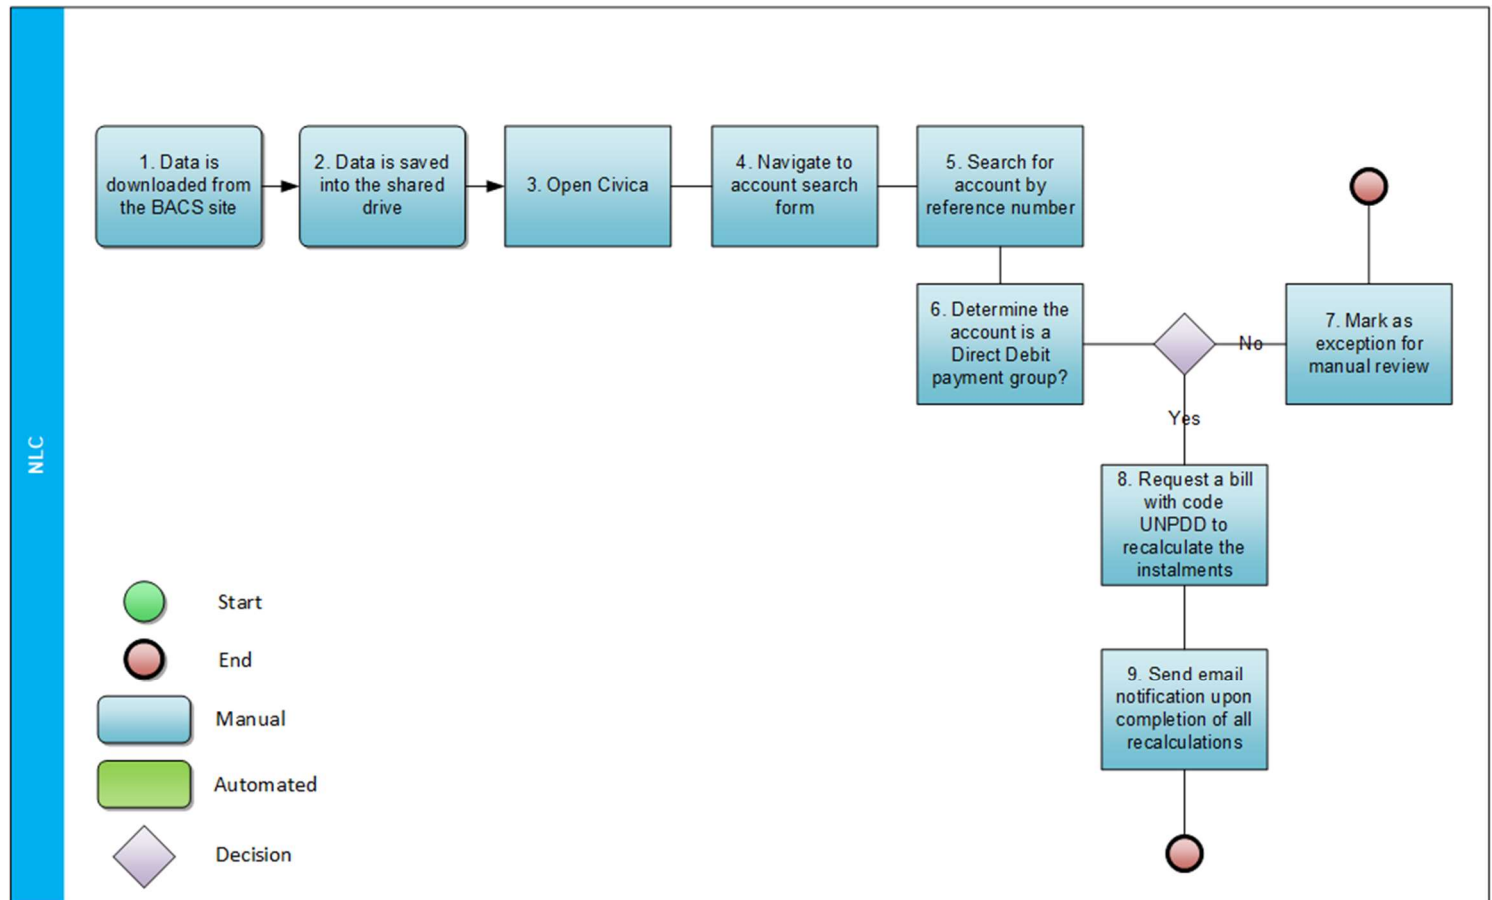 1. Data is
downloaded from
the BACS site
2. Data is saved
into the shared
drive
3. Open Civica
4. Navigate to
account search
form
5. Search for
account by
reference number
6. Determine the
account is a
Direct Debit
payment group?
No
7. Mark as
exception for
manual review
Yes
8. Request a bill
with code
UNPDD to
recalculate the
instalments
9. Send email
notification upon
completion of all
recalculations
NLC
Start
End
Manual
Automated
Decision